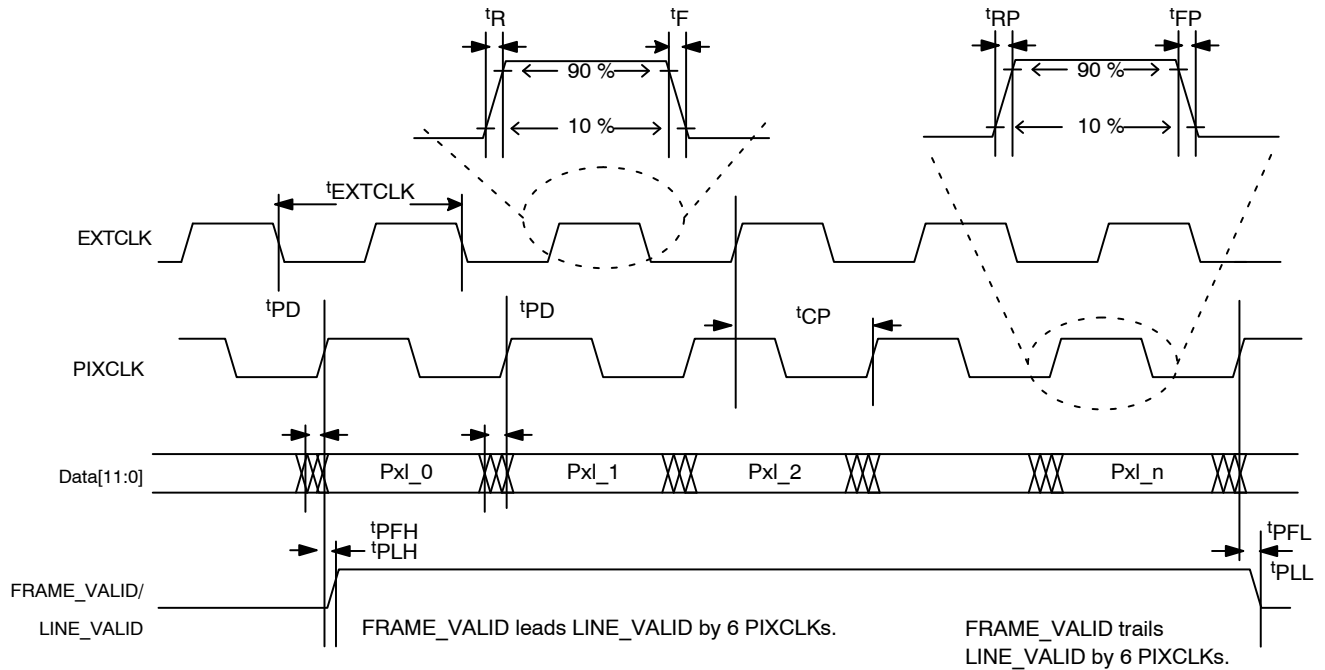 tR
tF
tRP
tFP
90 %
90 %
10 %
10 %
tEXTCLK
EXTCLK
tPD
tPD
tCP
PIXCLK
Data[11:0]
Pxl_0
Pxl_1
Pxl_2
Pxl_n
tPFH
tPLH
tPFL
tPLL
FRAME_VALID/
LINE_VALID
FRAME_VALID leads LINE_VALID by 6 PIXCLKs.
FRAME_VALID trails
LINE_VALID by 6 PIXCLKs.